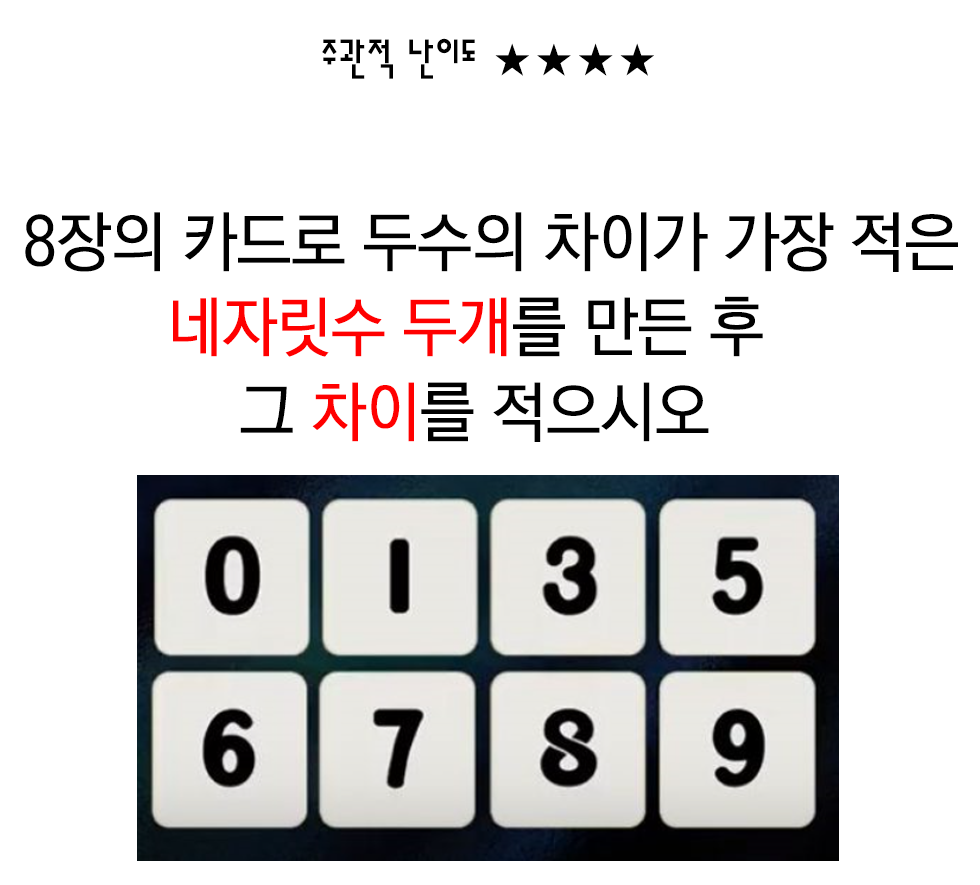 주관적 난이도 ★★★★
8장의 카드로 두수의 차이가 가장 적은
네자릿수 두개를 만든 후
그 차이를 적으시오
0 1 3 5
6 7 8 9